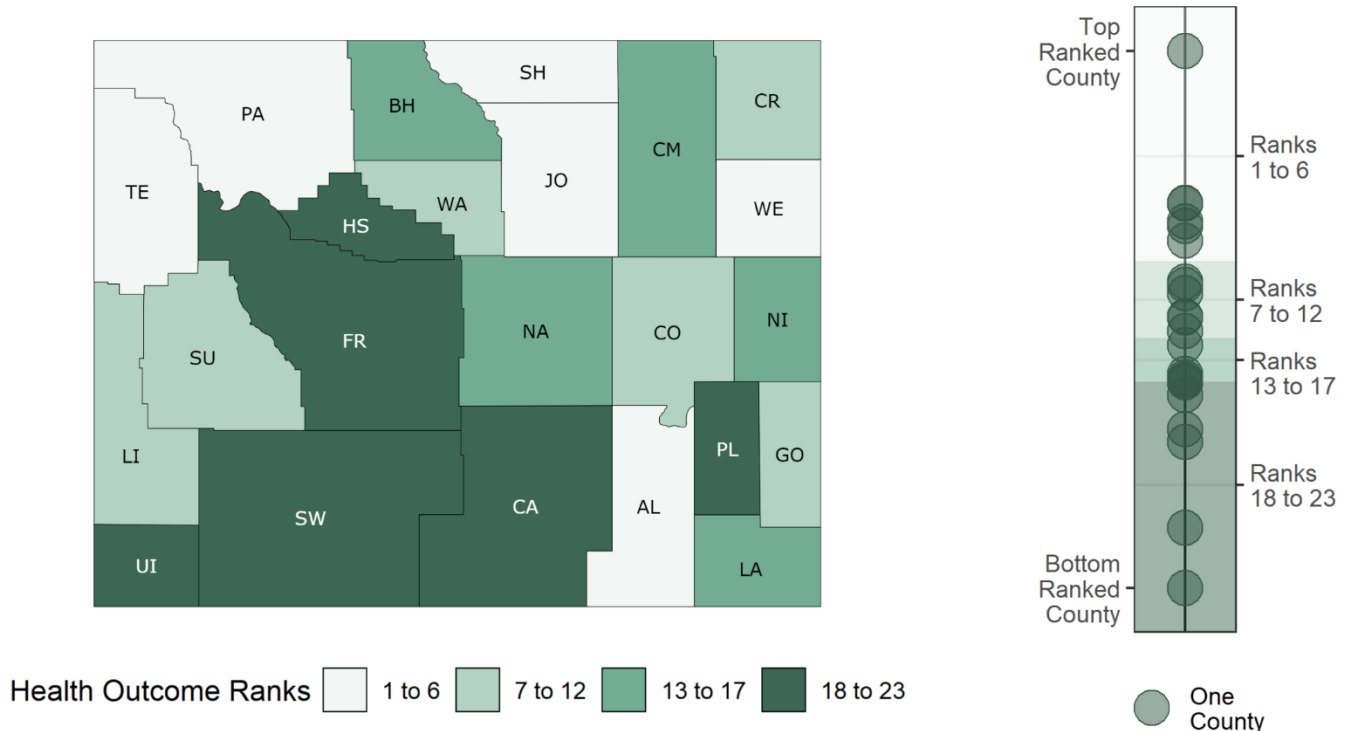 SH
PA
BH
CR
CM
TE
JO
WE
WA
HS
NA
CO
NI
FR
SU
LI
PL
GO
AL
CA
SW
UI
LA
Health Outcome Ranks
1 to 6
7 to 12
13 to 17
18 to 23
Top
Ranked
County
Ranks
1 to 6
Ranks
7 to 12
Ranks
13 to 17
Ranks
18 to 23
Bottom
Ranked
County
One
County